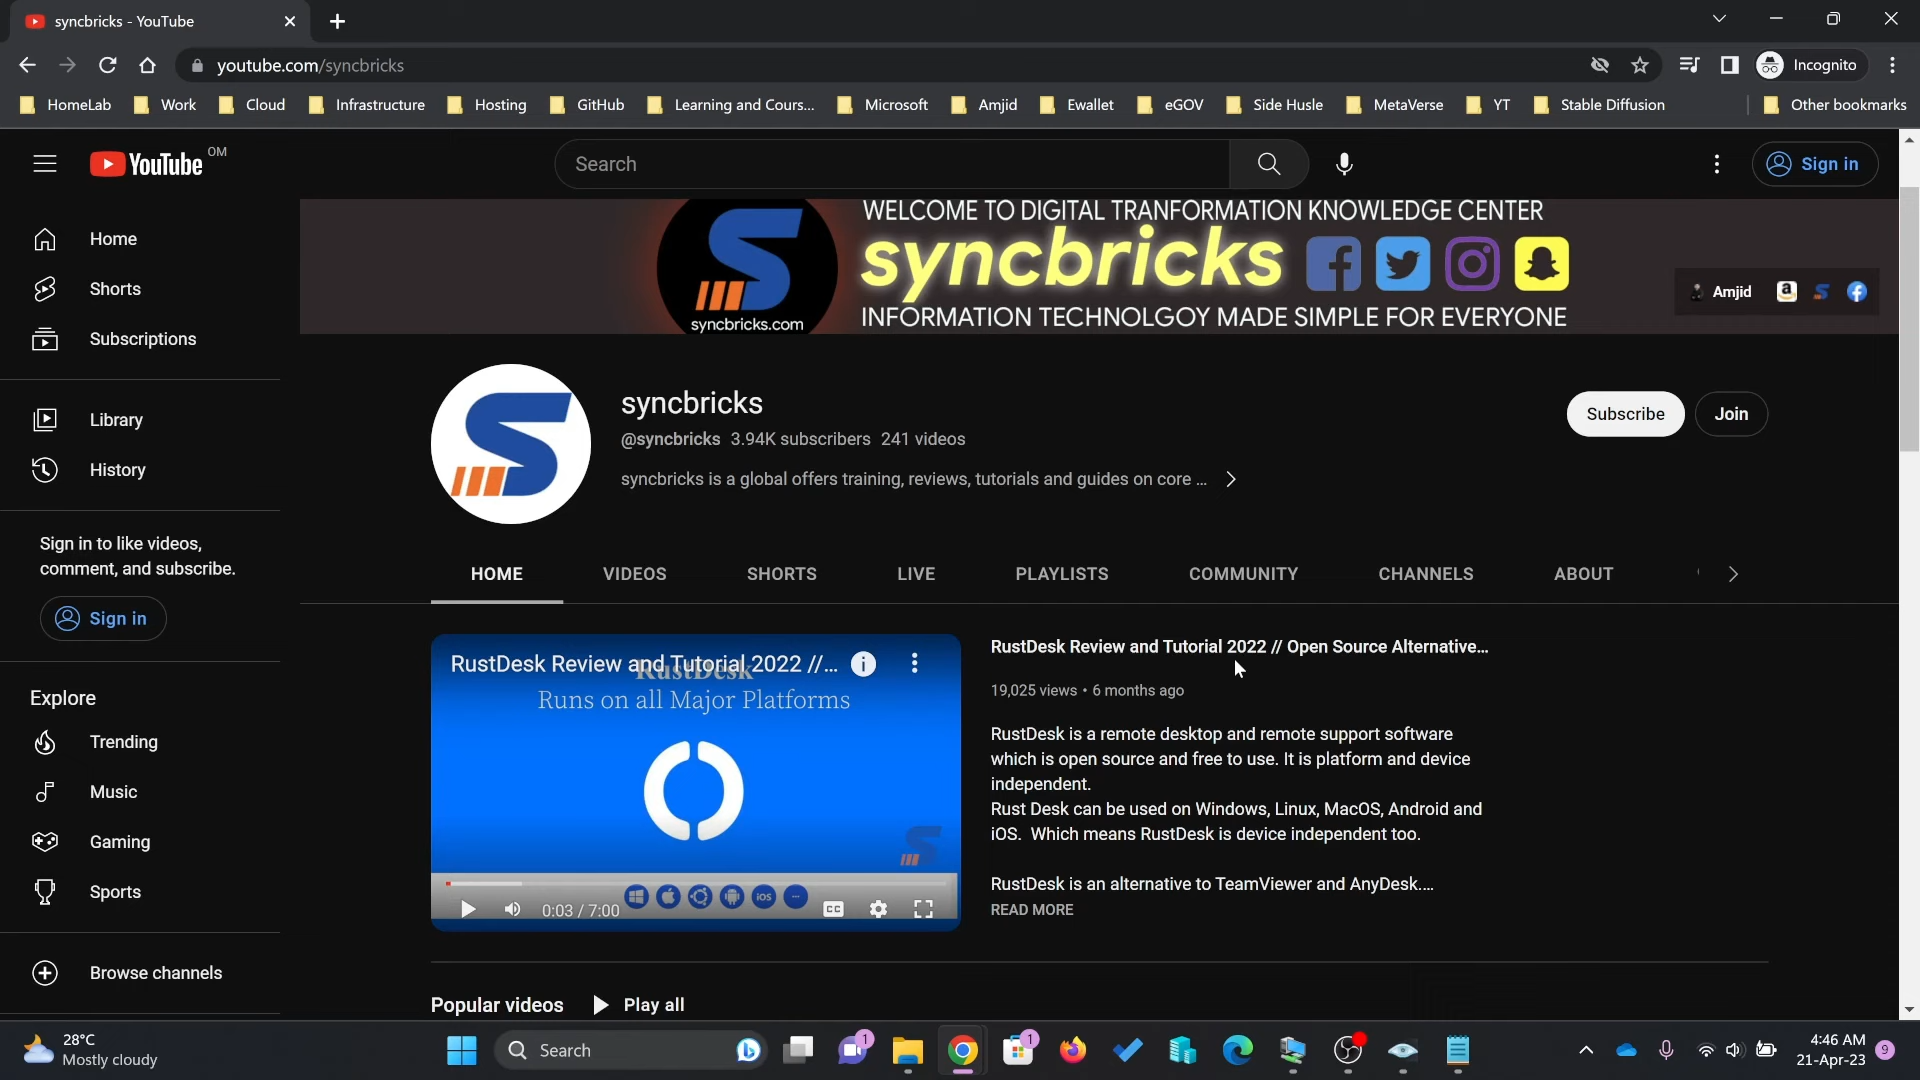 syncbricks - YouTube
youtube.com/syncbricks
Incognito
HomeLab Work Cloud Infrastructure Hosting GitHub Learning and Cours... Microsoft Amjid Ewallet eGOV Side Husle MetaVerse YT Stable Diffusion Other bookmarks
YouTube OM
Search
Sign in
Home
Shorts
Subscriptions
Library
History
Sign in to like videos,
comment, and subscribe.
Sign in
Explore
Trending
Music
Gaming
Sports
Browse channels
WELCOME TO DIGITAL TRANFORMATION KNOWLEDGE CENTER
syncbricks
INFORMATION TECHNOLGOY MADE SIMPLE FOR EVERYONE
syncbricks.com
Amjid
syncbricks
@syncbricks 3.94K subscribers 241 videos
syncbricks is a global offers training, reviews, tutorials and guides on core ...
Subscribe
Join
HOME VIDEOS SHORTS LIVE PLAYLISTS COMMUNITY CHANNELS ABOUT
RustDesk Review and Tutorial 2022 //...
RustDesk
Runs on all Major Platforms
iOS
0:03 / 7:00
CC
RustDesk Review and Tutorial 2022 // Open Source Alternative...
19,025 views • 6 months ago
RustDesk is a remote desktop and remote support software
which is open source and free to use. It is platform and device
independent.
Rust Desk can be used on Windows, Linux, MacOS, Android and
iOS. Which means RustDesk is device independent too.
RustDesk is an alternative to TeamViewer and AnyDesk....
READ MORE
Popular videos Play all
28°C
Mostly cloudy
Search
1
1
4:46 AM
21-Apr-23
9